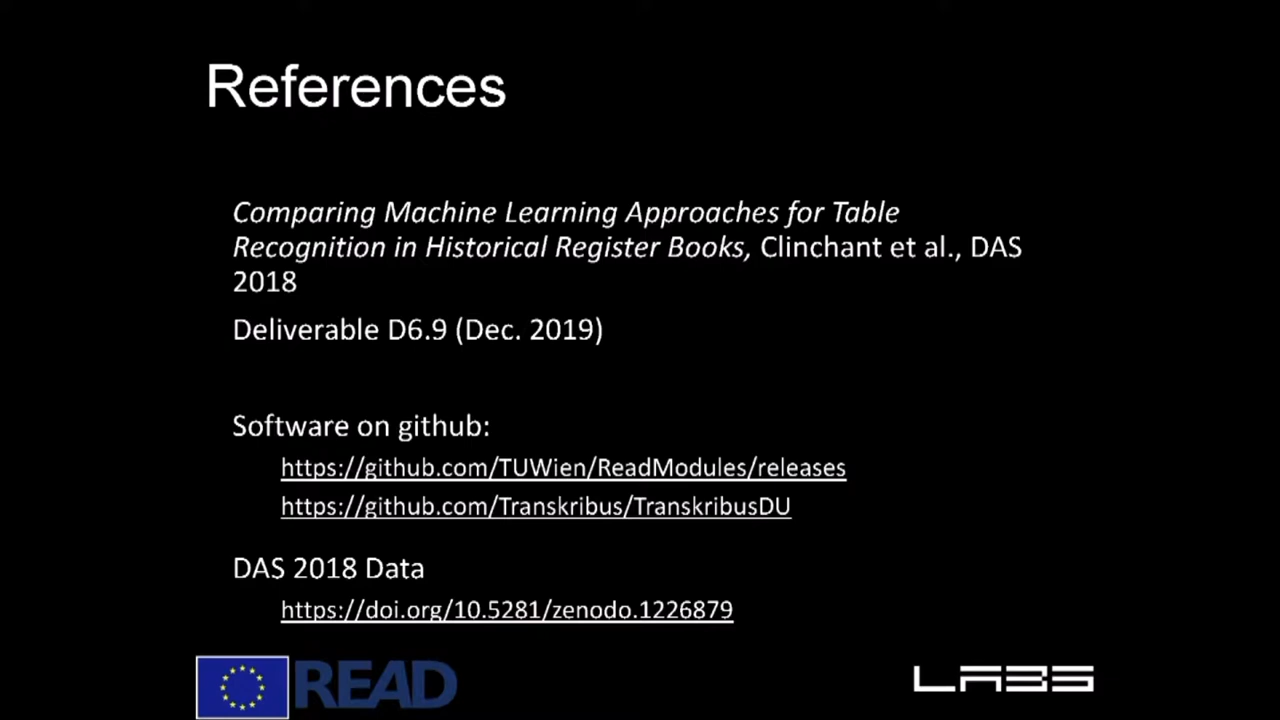 References
Comparing Machine Learning Approaches for Table
Recognition in Historical Register Books, Clinchant et al., DAS
2018
Deliverable D6.9 (Dec. 2019)
Software on github:
https://github.com/TUWien/ReadModules/releases
https://github.com/Transkribus/TranskribusDU
DAS 2018 Data
https://doi.org/10.5281/zenodo.1226879
READ
LABS